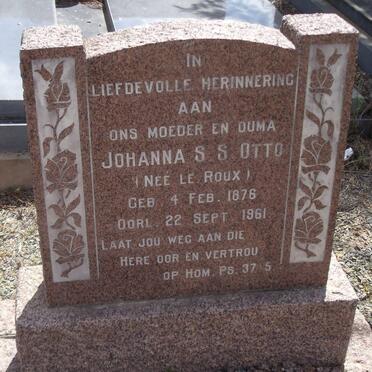 IN
LIEFDEVOLLE HERINNERING
AAN
ONS MOEDER EN OUMA
JOHANNA S. S. OTTO
(NEE LE ROUX)
GEB. 4 FEB. 1876
OORL. 22 SEPT. 1961
LAAT JOU WEG AAN DIE
HERE OOR EN VERTROU
OP HOM. PS. 37:5